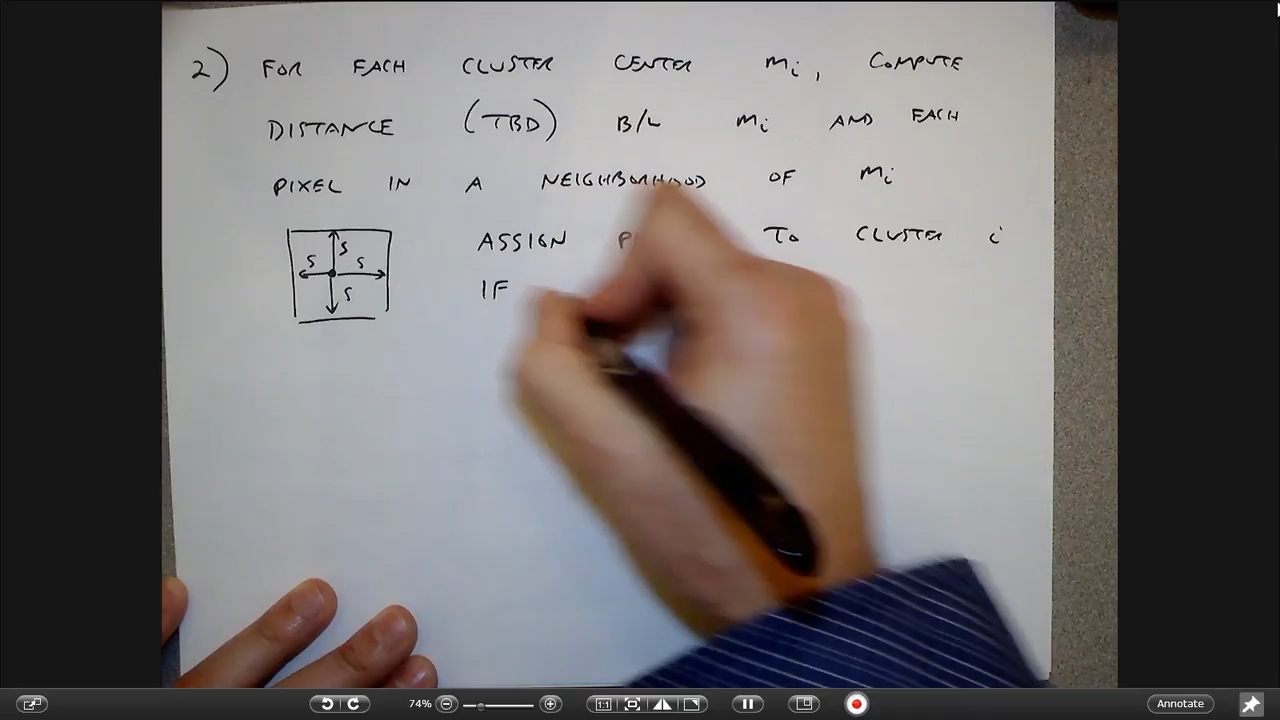 2) FOR EACH CLUSTER CENTER mi, COMPUTE
DISTANCE (TBD) B/W mi AND EACH
PIXEL IN A NEIGHBORHOOD OF mi
ASSIGN TO CLUSTER i
S
S S
S
IF
74%
1:1
Annotate